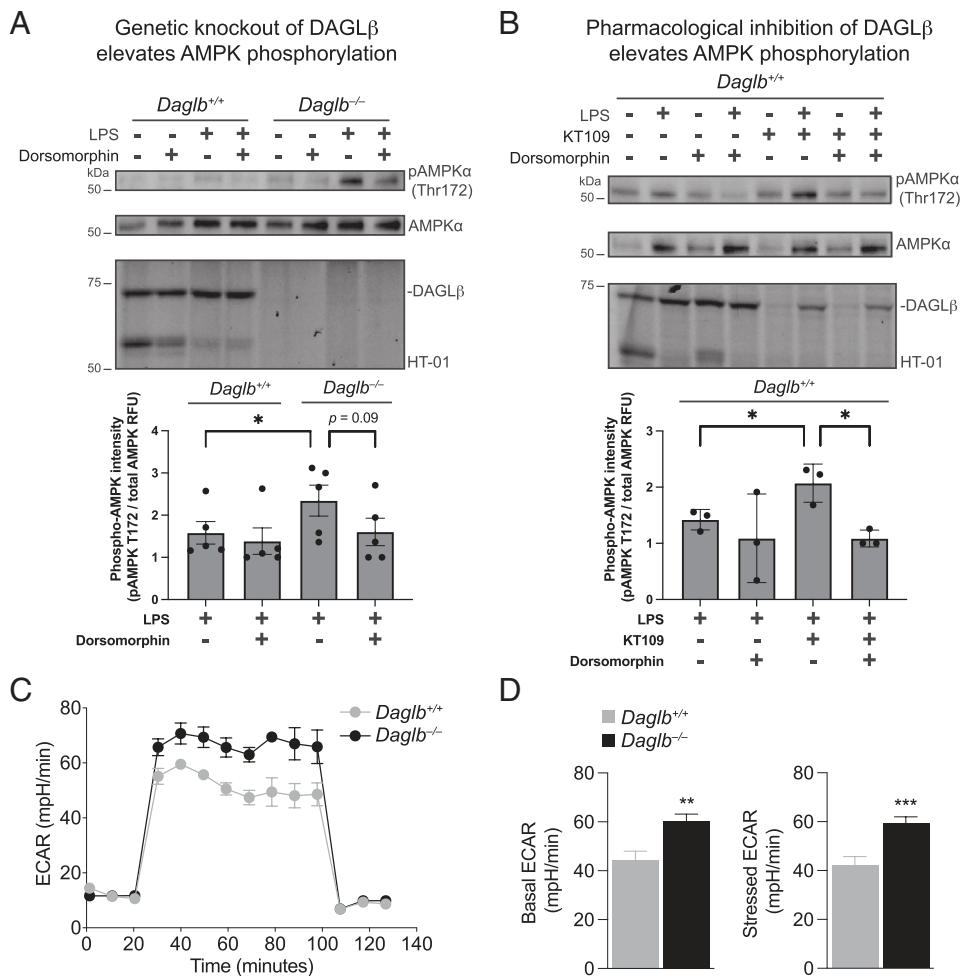 A
Genetic knockout of DAGLβ
elevates AMPK phosphorylation
Daglb+/+ Daglb–/–
LPS - - + + - - + +
Dorsomorphin - + - + - + - +
kDa
50
pAMPKα
(Thr172)
50
AMPKα
75
-DAGLβ
50
HT-01
Daglb+/+ Daglb–/–
* p = 0.09
Phospho-AMPK intensity
(pAMPK T172 / total AMPK RFU)
4
3
2
1
0
LPS + + + +
Dorsomorphin - + - +
B
Pharmacological inhibition of DAGLβ
elevates AMPK phosphorylation
Daglb+/+
LPS - + - + - + - +
KT109 - - - - + + + +
Dorsomorphin - - + + - - + +
kDa
50
pAMPKα
(Thr172)
50
AMPKα
75
-DAGLβ
HT-01
Daglb+/+
* *
Phospho-AMPK intensity
(pAMPK T172 / total AMPK RFU)
3
2
1
0
LPS + + + +
KT109 - - + +
Dorsomorphin - + - +
C
Daglb+/+
Daglb–/–
ECAR (mpH/min)
80
60
40
20
0
0 20 40 60 80 100 120 140
Time (minutes)
D
Daglb+/+
Daglb–/–
Basal ECAR
(mpH/min)
80
60
40
20
0
**
Stressed ECAR
(mpH/min)
80
60
40
20
0
***